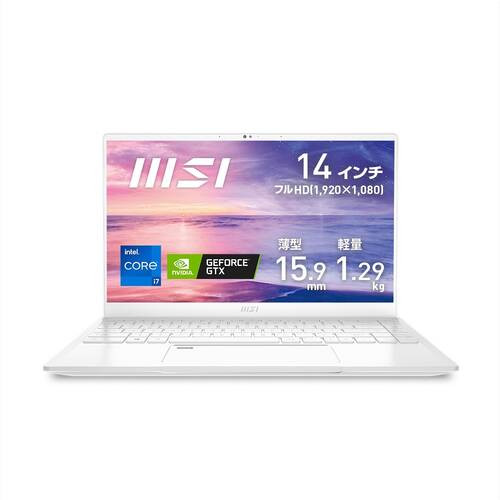 msi
14 インチ
フルHD(1,920×1,080)
intel.
CORE
i7
NVIDIA
GEFORCE
GTX
薄型 軽量
15.9 1.29
mm kg
msi